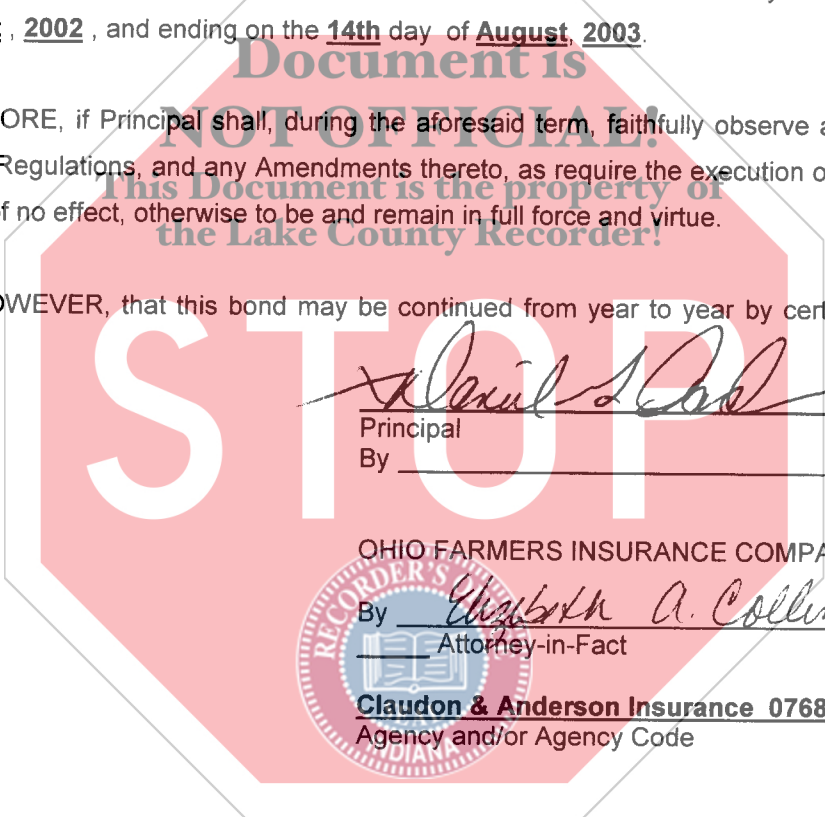 , 2002 , and ending on the 14th day of August, 2003.
Document is
NOT OFFICIAL!
ORE, if Principal shall, during the aforesaid term, faithfully observe a
Regulations, and any Amendments thereto, as require the execution o
This Document is the property of
f no effect, otherwise to be and remain in full force and virtue.
the Lake County Recorder!
OWEVER, that this bond may be continued from year to year by cert
STOP
Principal
By
OHIO FARMERS INSURANCE COMPA
RECORDER'S
By Elizabeth A. Collin
Attorney-in-Fact
Claudon & Anderson Insurance 0768
Agency and/or Agency Code
INDIANA